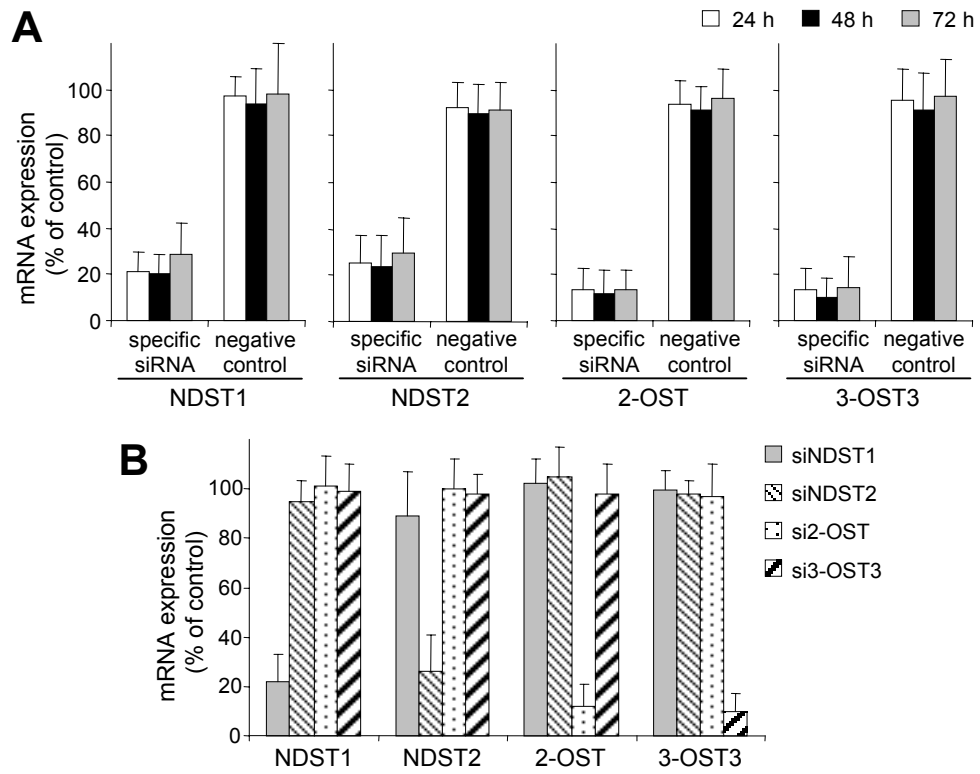 A
24 h 48 h 72 h
mRNA expression
(% of control)
100
80
60
40
20
0
specific
siRNA
negative
control
NDST1
specific
siRNA
negative
control
NDST2
specific
siRNA
negative
control
2-OST
specific
siRNA
negative
control
3-OST3
B
mRNA expression
(% of control)
100
80
60
40
20
0
NDST1 NDST2 2-OST 3-OST3
siNDST1
siNDST2
si2-OST
si3-OST3